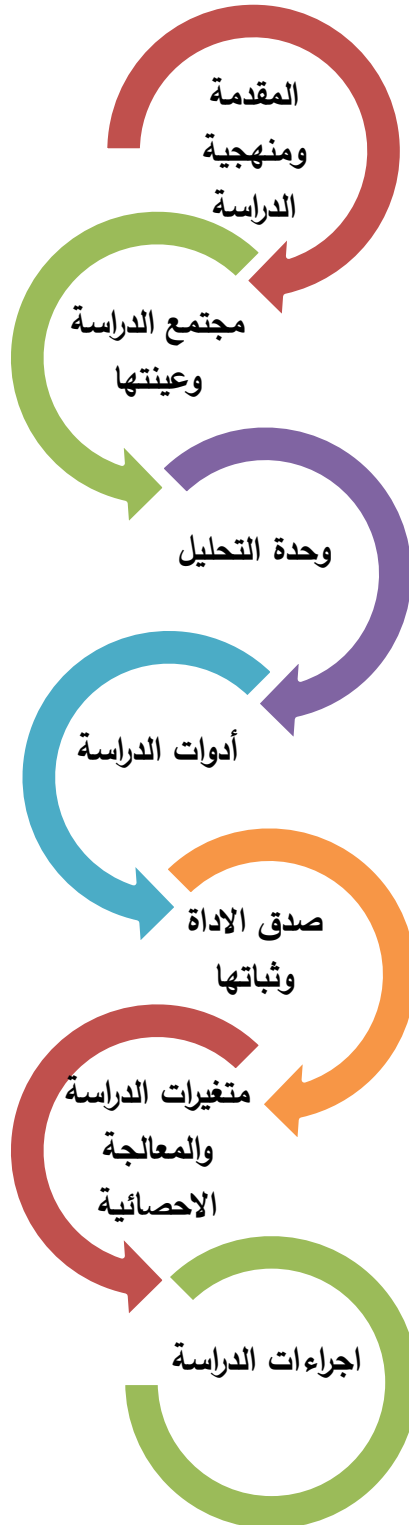 المقدمة
ومنهجية
الدراسة
مجتمع الدراسة
وعينتها
وحدة التحليل
أدوات الدراسة
صدق الاداة
وثباتها
متغيرات الدراسة
والمعالجة
الاحصائية
اجراءات الدراسة